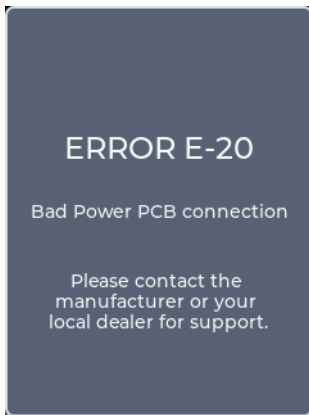 ERROR E-20
Bad Power PCB connection
Please contact the
manufacturer or your
local dealer for support.